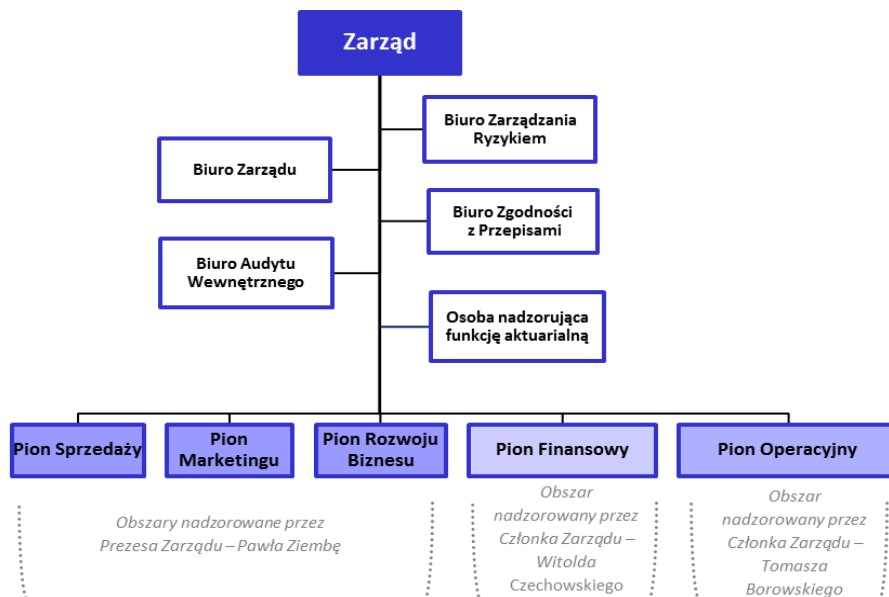 Zarząd
Biuro Zarządzania
Ryzykiem
Biuro Zarządu
Biuro Zgodności
z Przepisami
Biuro Audytu
Wewnętrznego
Osoba nadzorująca
funkcję aktuarialną
Pion Sprzedaży
Pion
Marketingu
Pion Rozwoju
Biznesu
Pion Finansowy
Pion Operacyjny
Obszary nadzorowane przez
Prezesa Zarządu – Pawła Ziembę
Obszar
nadzorowany przez
Członka Zarządu –
Witolda
Czechowskiego
Obszar
nadzorowany przez
Członka Zarządu –
Tomasza
Borowskiego